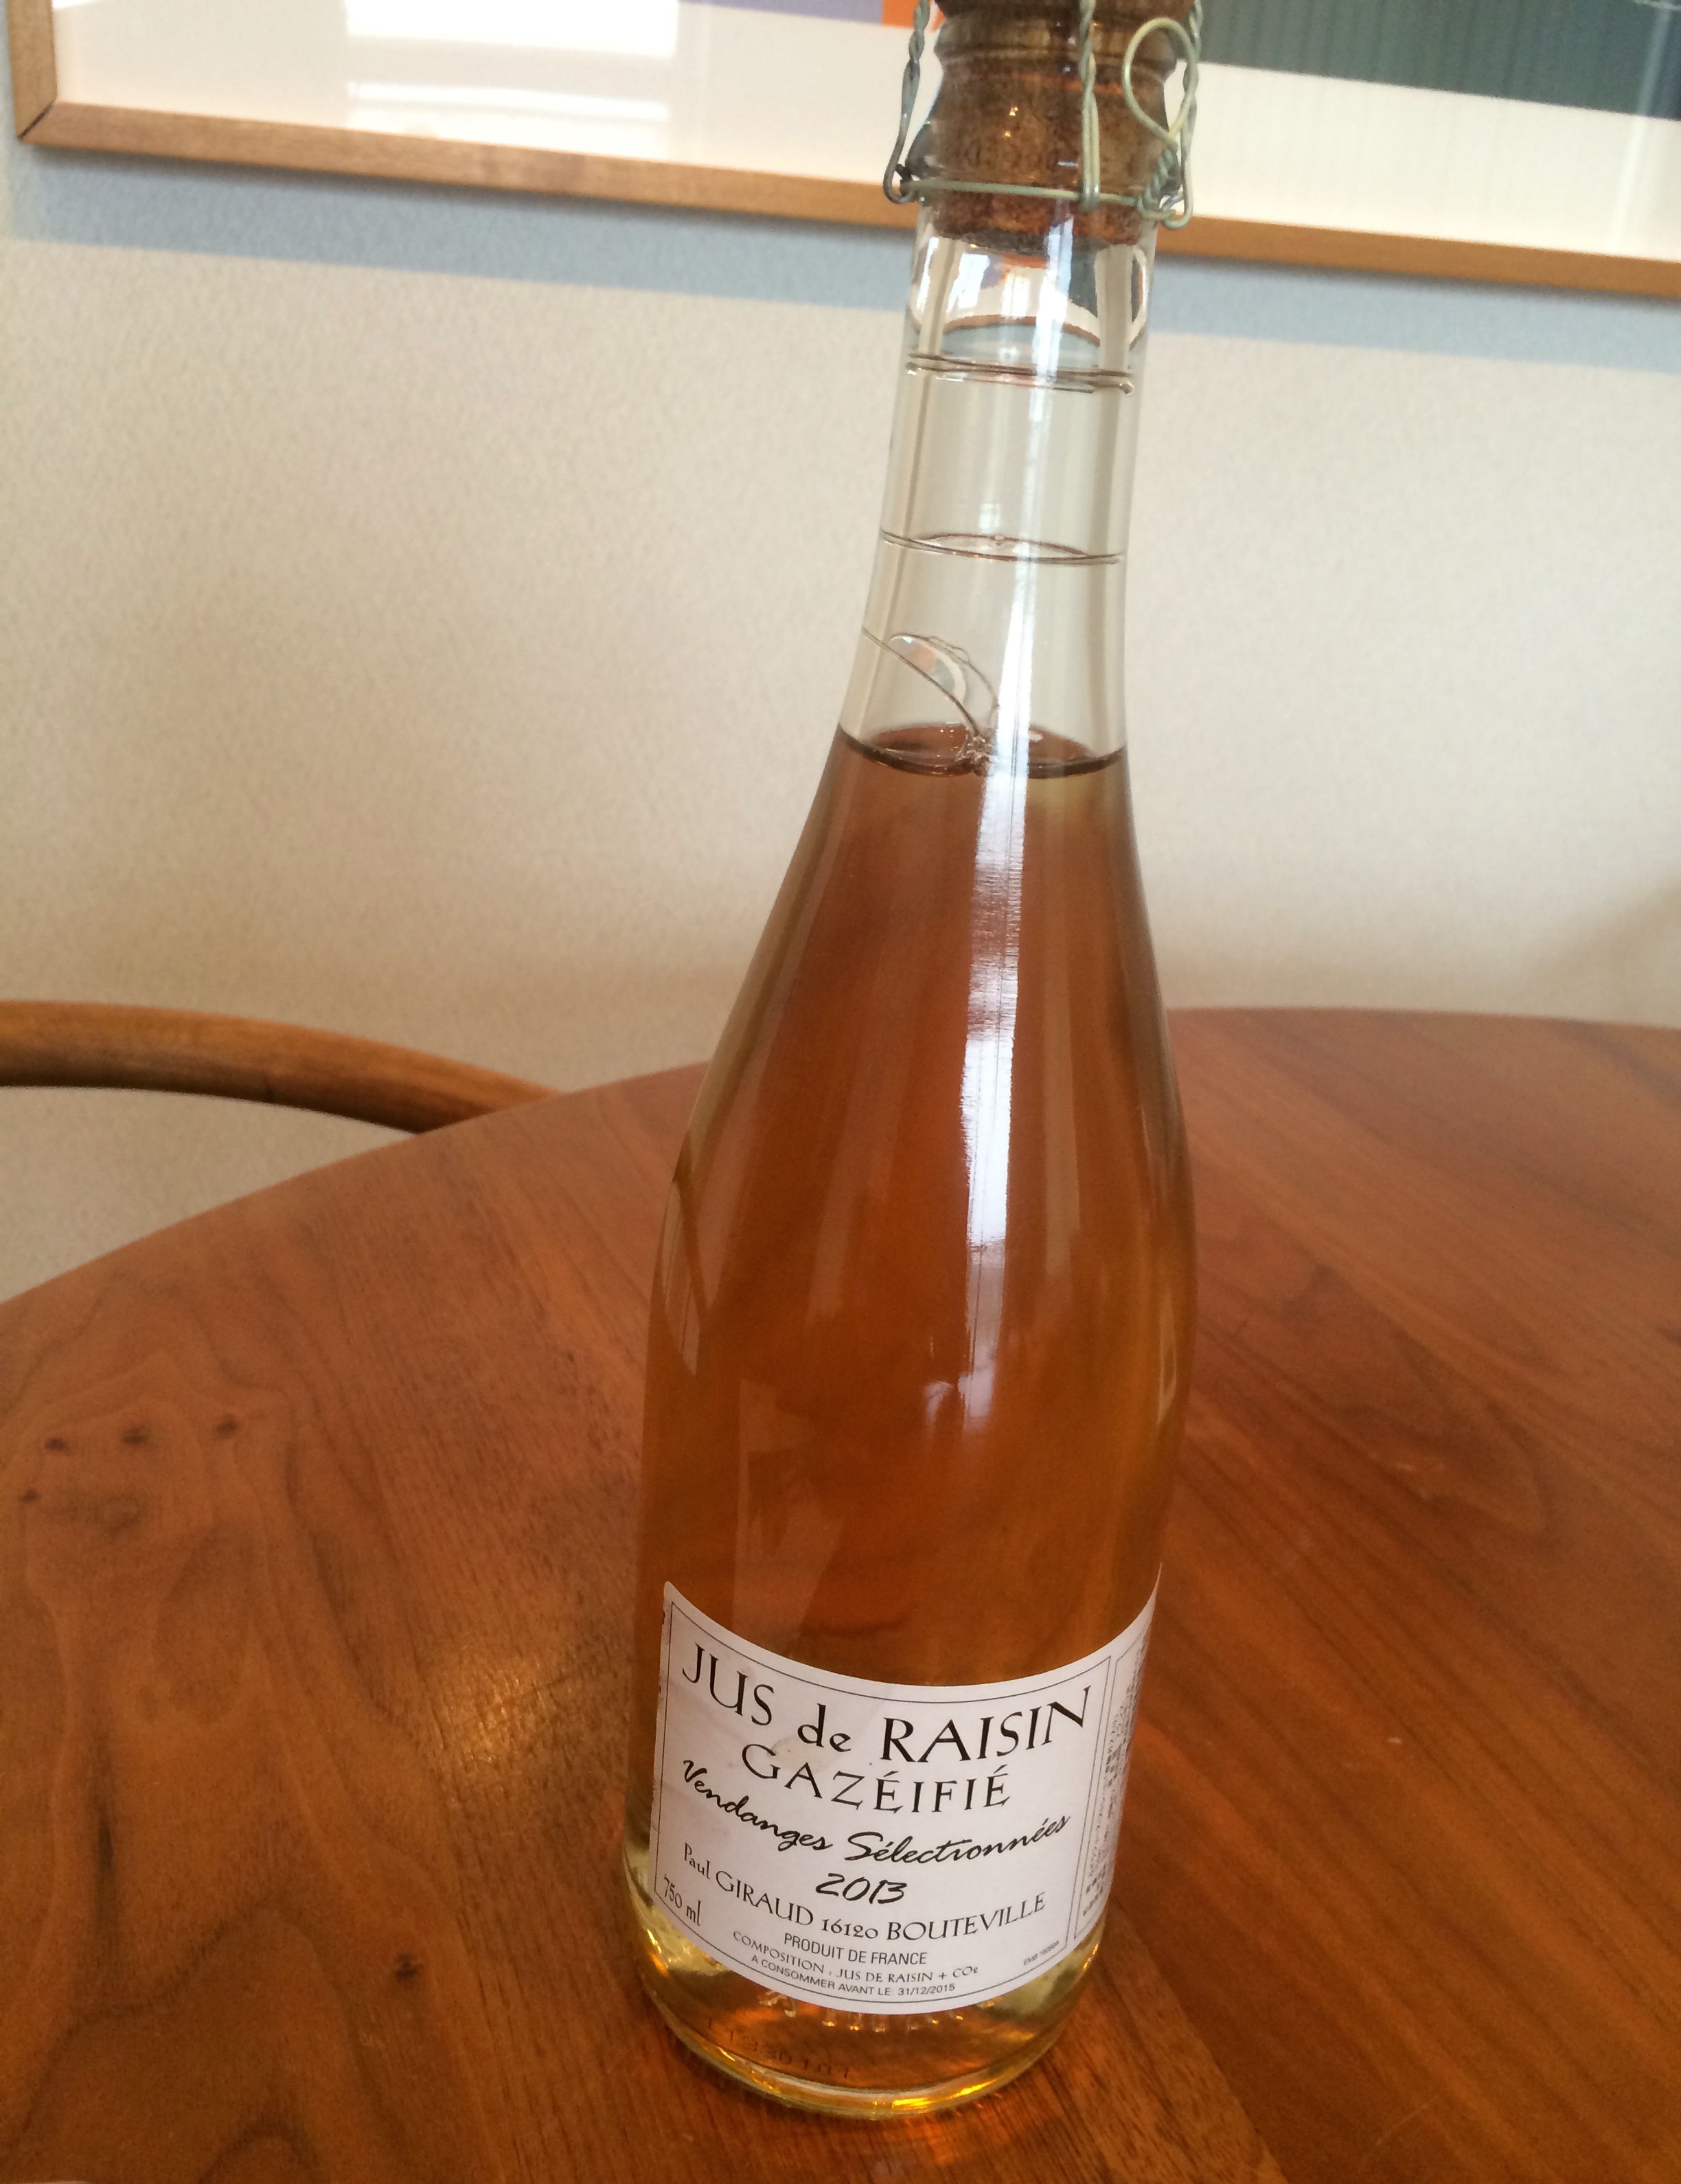 JUS de RAISIN
GAZÉIFIÉ
Vendanges Sélectionnées
2013
Paul GIRAUD 16120 BOUTEVILLE
750 ml
PRODUIT DE FRANCE
COMPOSITION : JUS DE RAISIN + CO2
A CONSOMMER AVANT LE: 31/12/2015